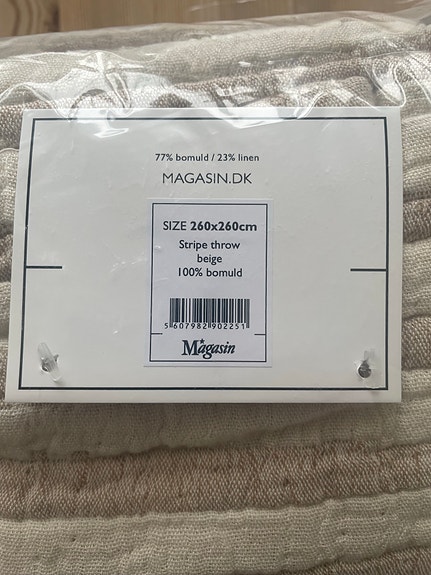 77% bomuld / 23% linen
MAGASIN.DK
SIZE 260x260cm
Stripe throw
beige
100% bomuld
5 607982 902251
Magasin